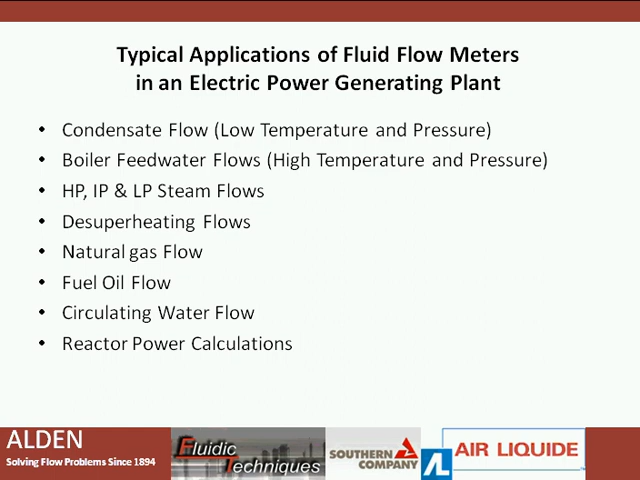 Typical Applications of Fluid Flow Meters
in an Electric Power Generating Plant
• Condensate Flow (Low Temperature and Pressure)
• Boiler Feedwater Flows (High Temperature and Pressure)
• HP, IP & LP Steam Flows
• Desuperheating Flows
• Natural gas Flow
• Fuel Oil Flow
• Circulating Water Flow
• Reactor Power Calculations
ALDEN
Solving Flow Problems Since 1894
Fluidic
Techniques
SOUTHERN
COMPANY
AIR LIQUIDE